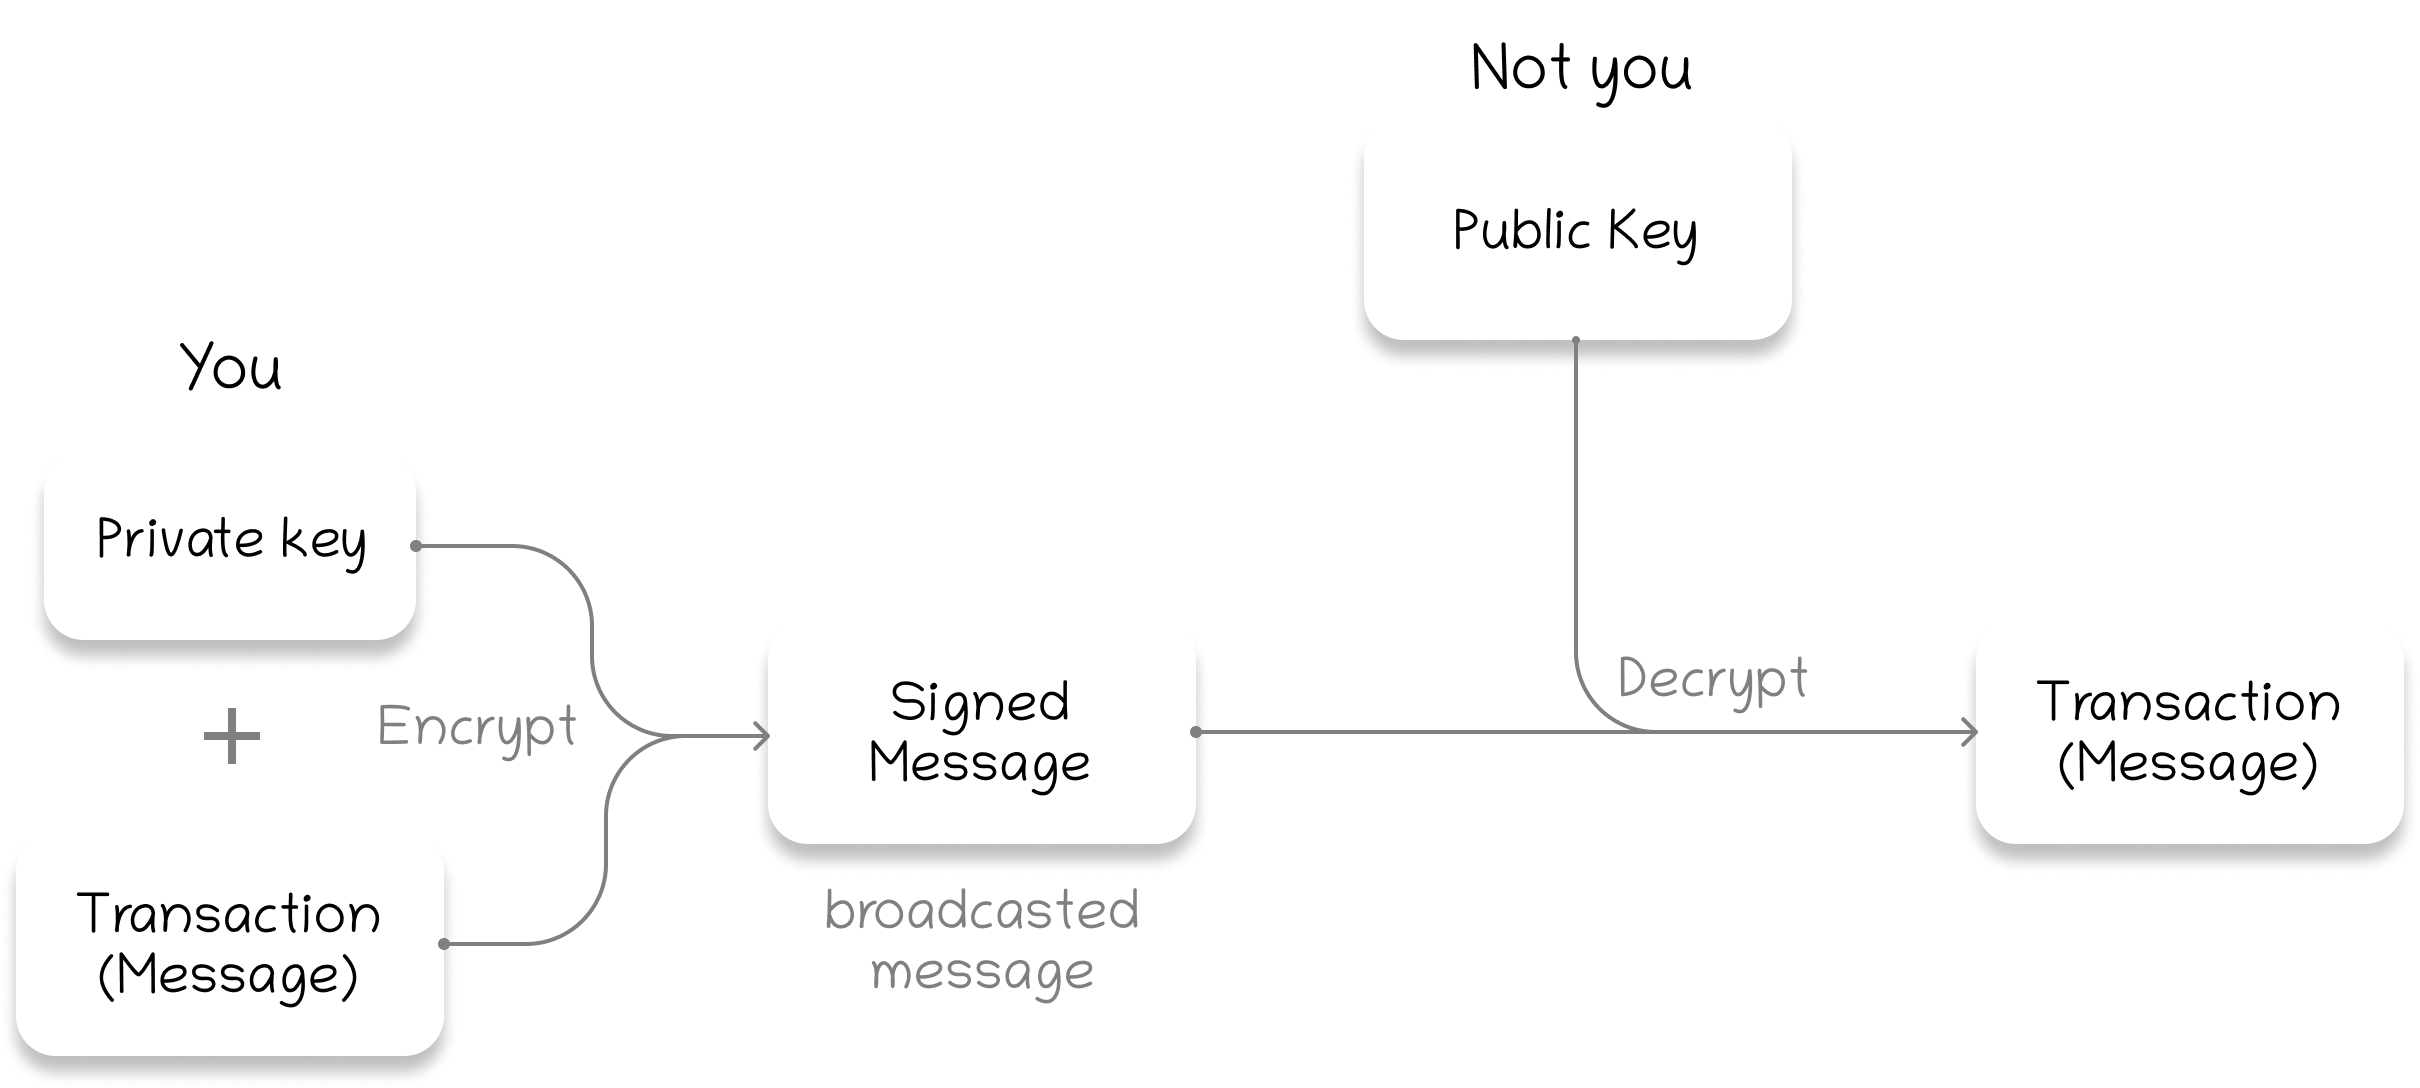 Not you
Public Key
You
Private key
Encrypt
Transaction
(Message)
Signed
Message
broadcasted
message
Decrypt
Transaction
(Message)